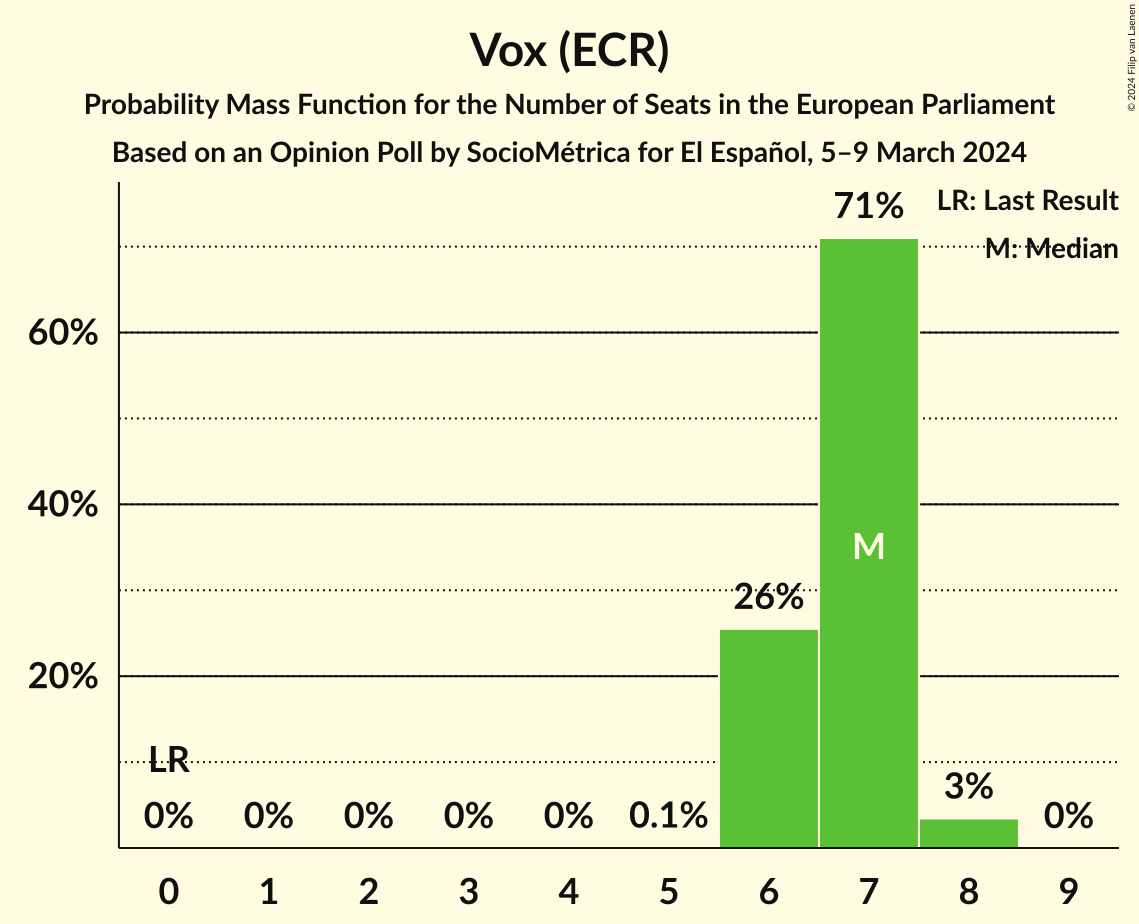 Vox (ECR)
Probability Mass Function for the Number of Seats in the European Parliament
Based on an Opinion Poll by SocioMétrica for El Español, 5–9 March 2024
© 2024 Filip van Laenen
LR: Last Result
M: Median
71%
60%
40%
M
26%
20%
LR
3%
0% 0% 0% 0% 0% 0.1% 0%
0 1 2 3 4 5 6 7 8 9